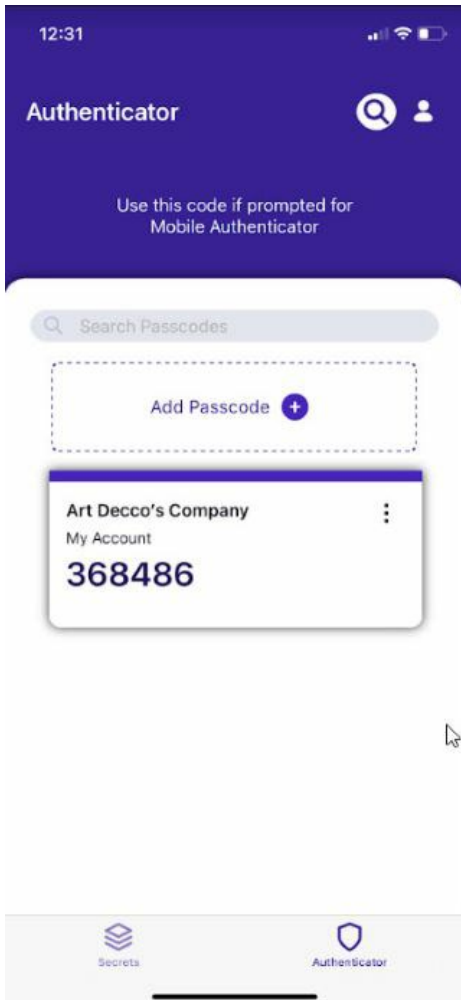 12:31
Authenticator
Use this code if prompted for
Mobile Authenticator
Search Passcodes
Add Passcode
Art Decco's Company
My Account
368486
Secrets
Authenticator